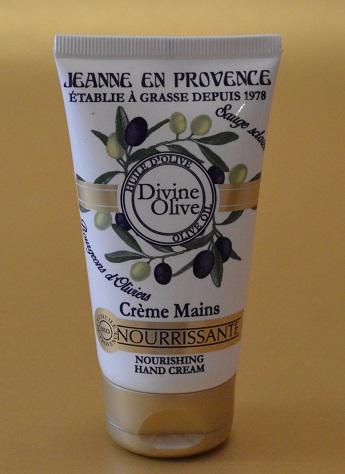 JEANNE EN PROVENCE
ÉTABLIE À GRASSE DEPUIS 1978
Sauge
HUILE D'OLIVE
Divine
Olive
OLIVE OIL
Bourgeons d'Oliviers
Crème Mains
BIO
NOURRISSANTE
NOURISHING
HAND CREAM